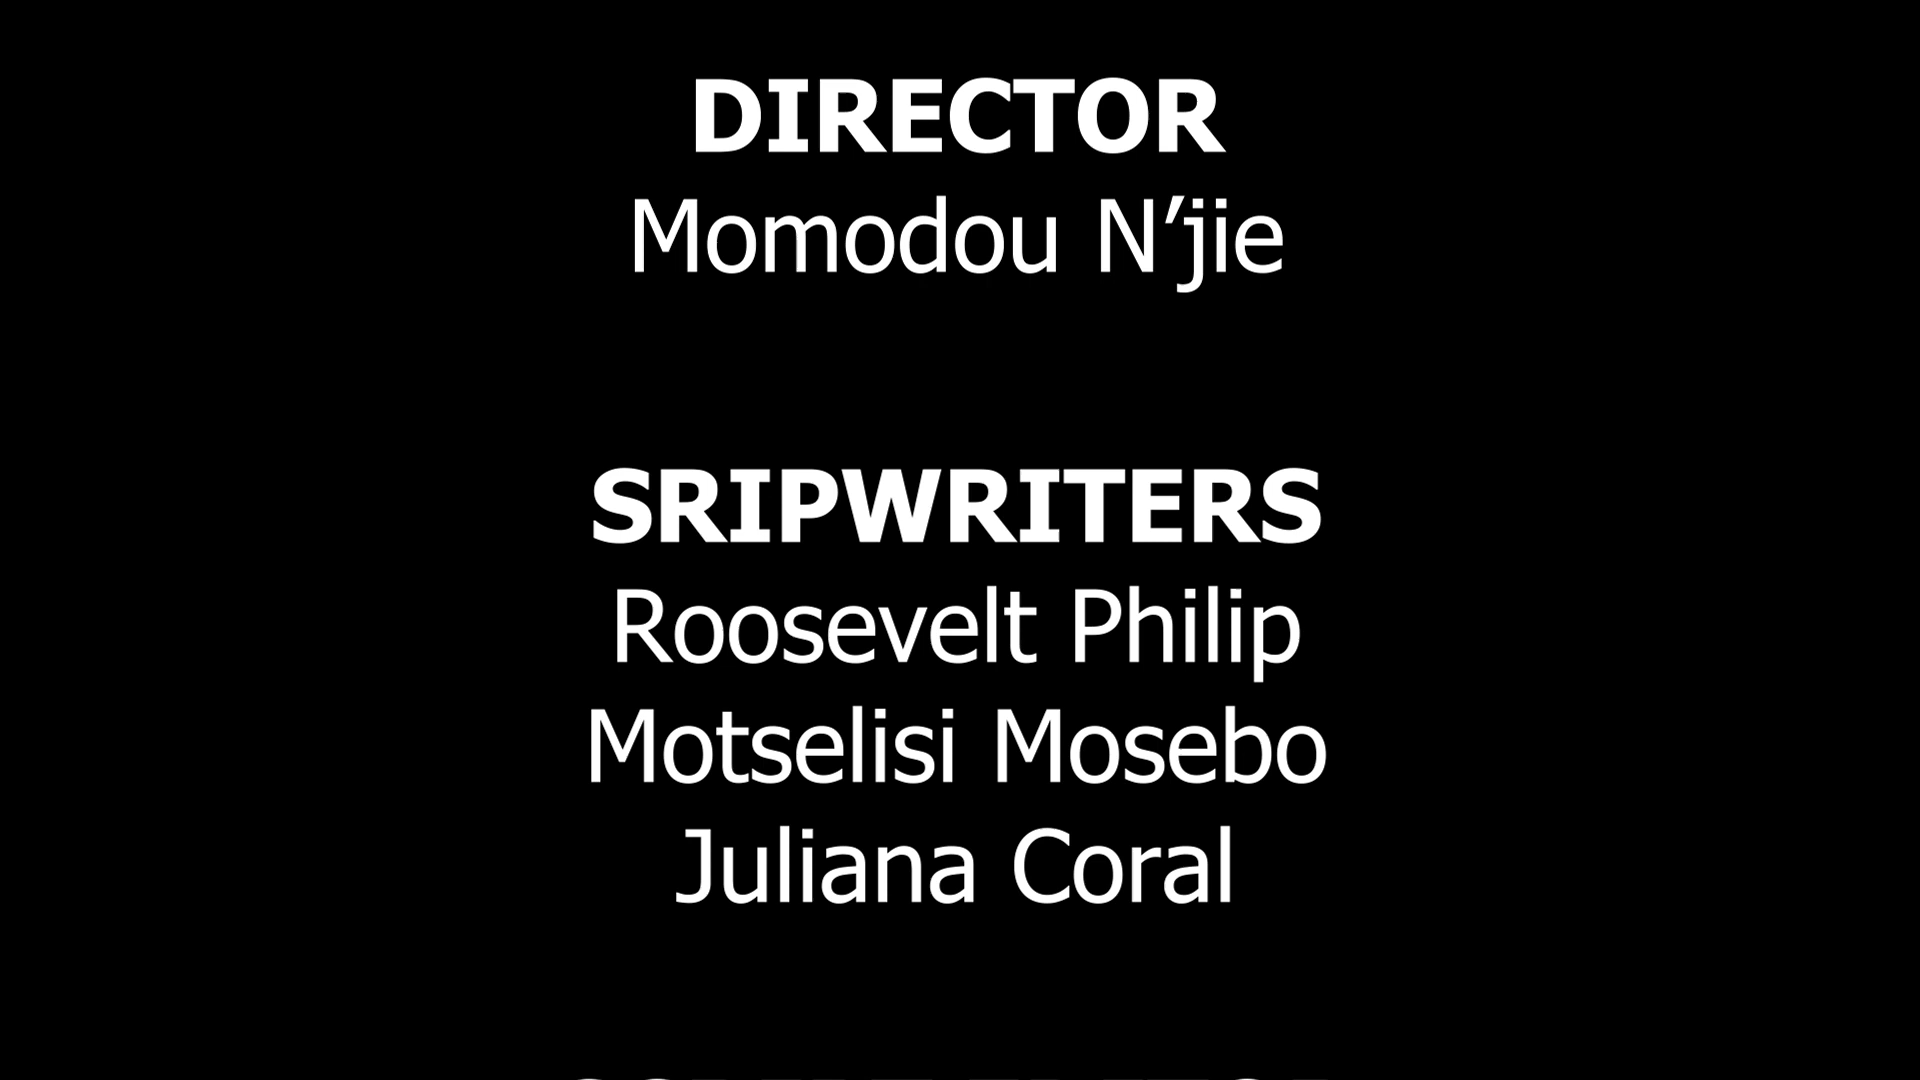 DIRECTOR
Momodou N’jie
SRIPWRITERS
Roosevelt Philip
Motselisi Mosebo
Juliana Coral